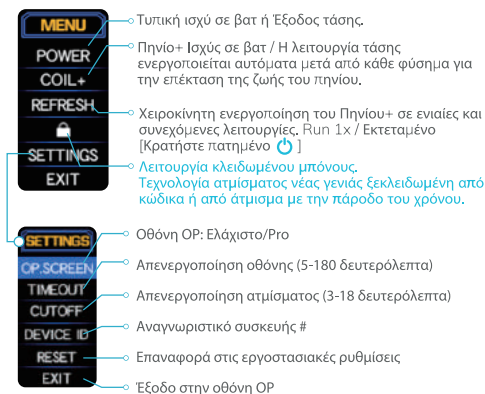 MENU
POWER
COIL+
REFRESH
SETTINGS
EXIT
Τυπική ισχύ σε βατ ή Έξοδος τάσης.
Πηνίο+ Ισχύς σε βατ / Η λειτουργία τάσης
ενεργοποιείται αυτόματα μετά από κάθε φύσημα για
την επέκταση της ζωής του πηνίου.
Χειροκίνητη ενεργοποίηση του Πηνίου+ σε ενιαίες και
συνεχόμενες λειτουργίες. Run 1x / Εκτεταμένο
[Κρατήστε πατημένο ]
Λειτουργία κλειδωμένου μπόνους.
Τεχνολογία ατμίσματος νέας γενιάς ξεκλειδωμένη από
κώδικα ή από άτμισμα με την πάροδο του χρόνου.
SETTINGS
OP.SCREEN
TIMEOUT
CUTOFF
DEVICE ID
RESET
EXIT
Οθόνη OP: Ελάχιστο/Pro
Απενεργοποίηση οθόνης (5-180 δευτερόλεπτα)
Απενεργοποίηση ατμίσματος (3-18 δευτερόλεπτα)
Αναγνωριστικό συσκευής #
Επαναφορά στις εργοστασιακές ρυθμίσεις
Έξοδο στην οθόνη OP